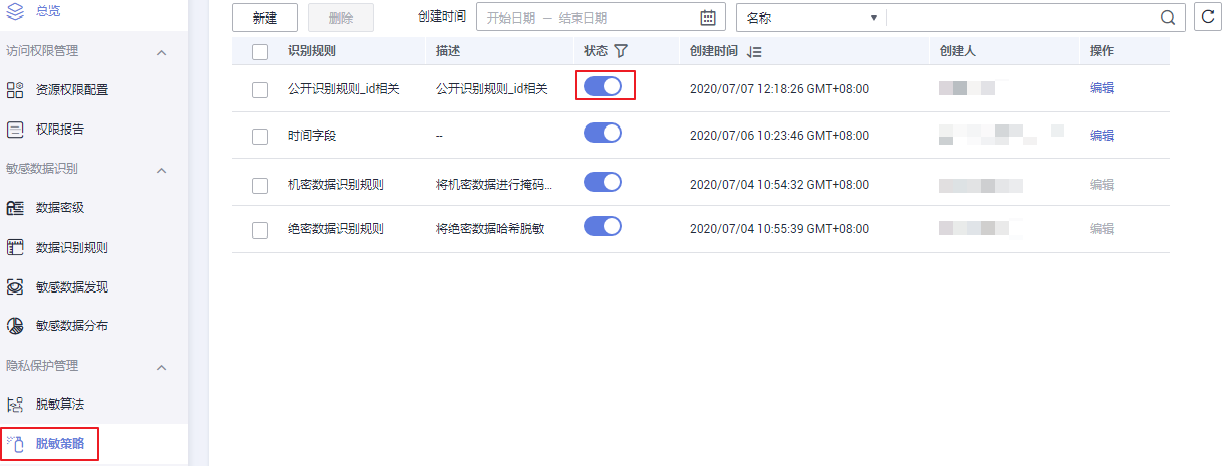 总览
访问权限管理
资源权限配置
权限报告
敏感数据识别
数据密级
数据识别规则
敏感数据发现
敏感数据分布
隐私保护管理
脱敏算法
脱敏策略
新建 删除 创建时间 开始日期 — 结束日期 名称
识别规则 描述 状态 创建时间 创建人 操作
公开识别规则_id相关 公开识别规则_id相关 2020/07/07 12:18:26 GMT+08:00 编辑
时间字段 -- 2020/07/06 10:23:46 GMT+08:00 编辑
机密数据识别规则 将机密数据进行掩码... 2020/07/04 10:54:32 GMT+08:00 编辑
绝密数据识别规则 将绝密数据哈希脱敏 2020/07/04 10:55:39 GMT+08:00 编辑